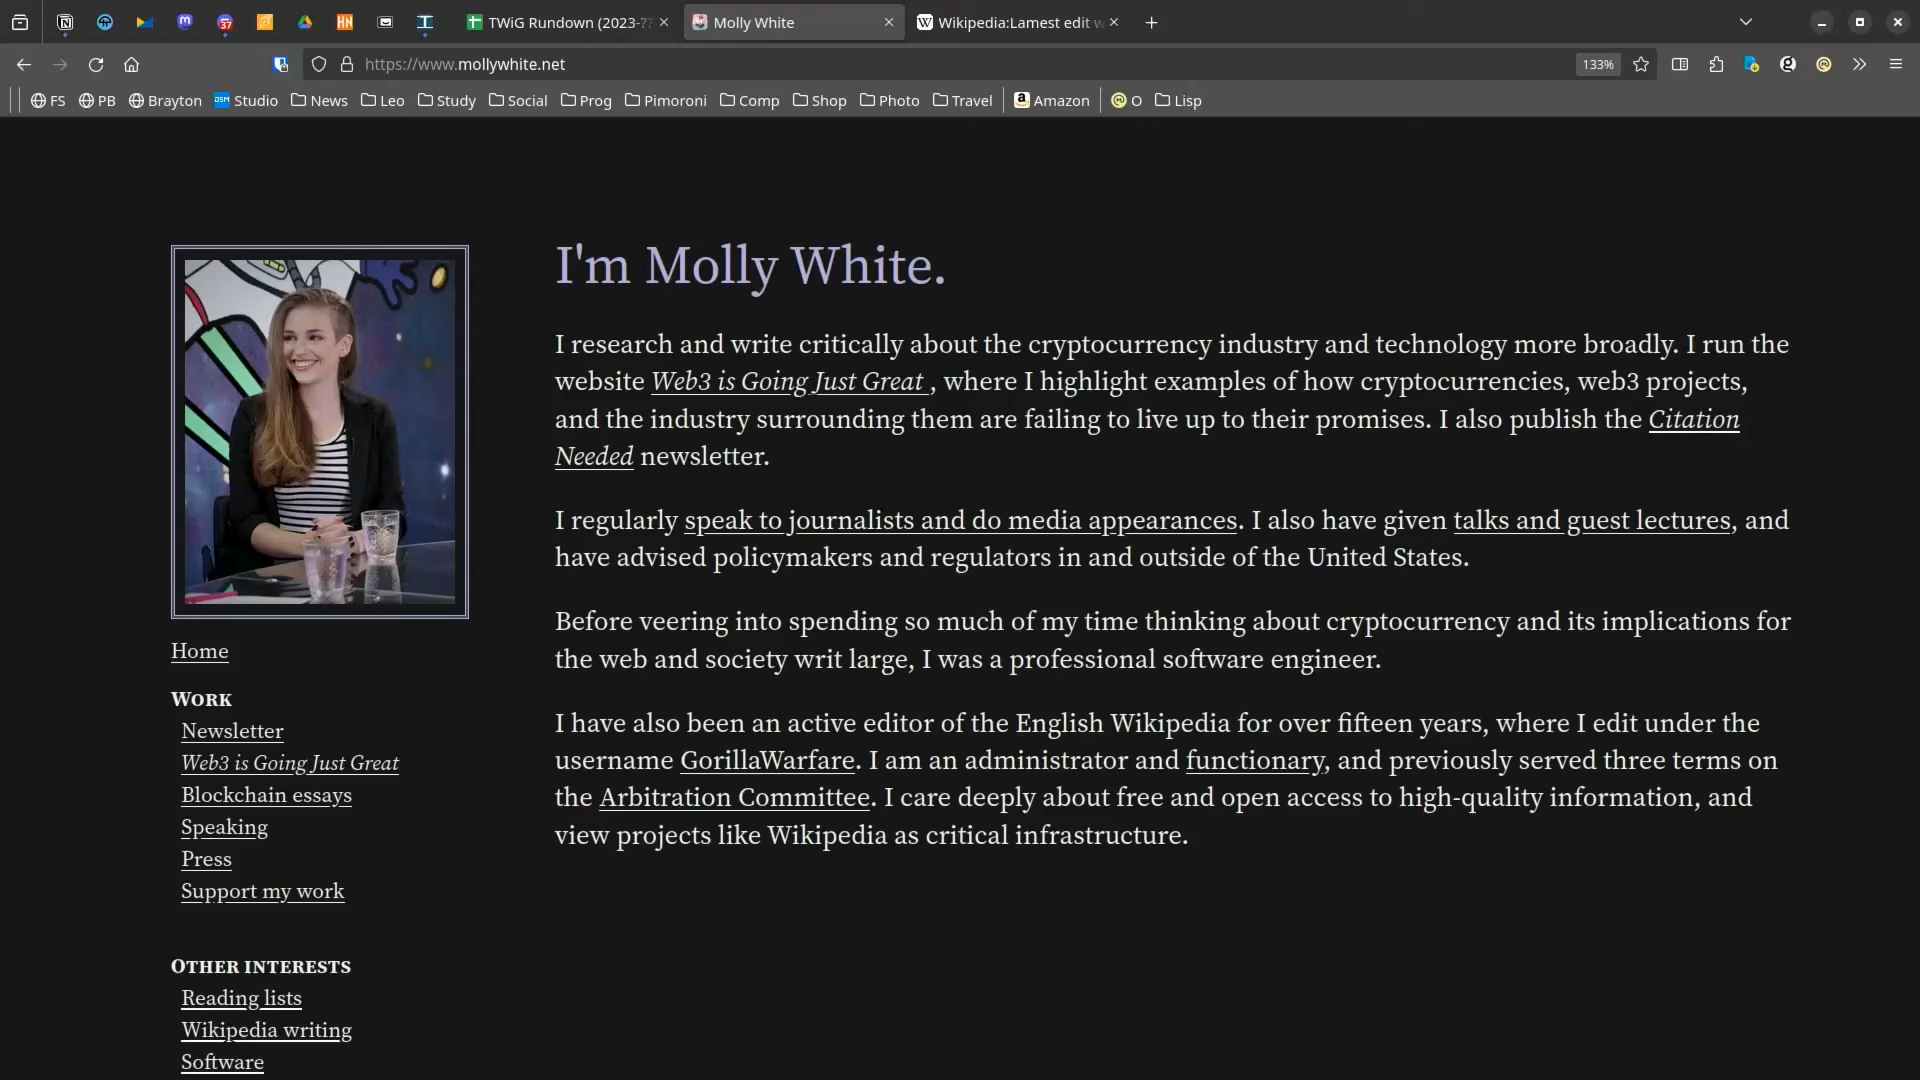 TWiG Rundown (2023-??
Molly White
Wikipedia:Lamest edit w
https://www.mollywhite.net
133%
FS PB Brayton Studio News Leo Study Social Prog Pimoroni Comp Shop Photo Travel Amazon O Lisp
I'm Molly White.
I research and write critically about the cryptocurrency industry and technology more broadly. I run the
website Web3 is Going Just Great , where I highlight examples of how cryptocurrencies, web3 projects,
and the industry surrounding them are failing to live up to their promises. I also publish the Citation
Needed newsletter.
I regularly speak to journalists and do media appearances. I also have given talks and guest lectures, and
have advised policymakers and regulators in and outside of the United States.
Before veering into spending so much of my time thinking about cryptocurrency and its implications for
the web and society writ large, I was a professional software engineer.
I have also been an active editor of the English Wikipedia for over fifteen years, where I edit under the
username GorillaWarfare. I am an administrator and functionary, and previously served three terms on
the Arbitration Committee. I care deeply about free and open access to high-quality information, and
view projects like Wikipedia as critical infrastructure.
Home
WORK
Newsletter
Web3 is Going Just Great
Blockchain essays
Speaking
Press
Support my work
OTHER INTERESTS
Reading lists
Wikipedia writing
Software